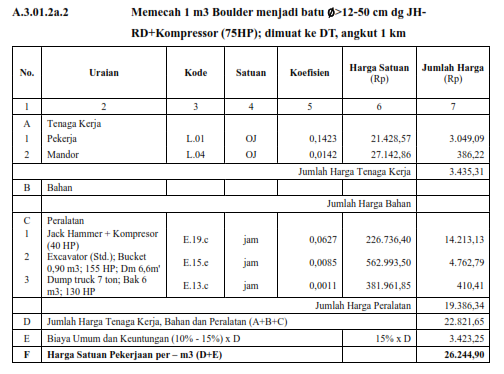 A.3.01.2a.2 Memecah 1 m3 Boulder menjadi batu Ø>12-50 cm dg JH-
RD+Kompressor (75HP); dimuat ke DT, angkut 1 km
No. Uraian Kode Satuan Koefisien Harga Satuan (Rp) Jumlah Harga (Rp)
1 2 3 4 5 6 7
A Tenaga Kerja
1 Pekerja L.01 OJ 0,1423 21.428,57 3.049,09
2 Mandor L.04 OJ 0,0142 27.142,86 386,22
Jumlah Harga Tenaga Kerja 3.435,31
B Bahan
Jumlah Harga Bahan
C Peralatan
1 Jack Hammer + Kompresor (40 HP) E.19.c jam 0,0627 226.736,40 14.213,13
2 Excavator (Std.); Bucket 0,90 m3; 155 HP; Dm 6,6m' E.15.e jam 0,0085 562.993,50 4.762,79
3 Dump truck 7 ton; Bak 6 m3; 130 HP E.13.c jam 0,0011 381.961,85 410,41
Jumlah Harga Peralatan 19.386,34
D Jumlah Harga Tenaga Kerja, Bahan dan Peralatan (A+B+C) 22.821,65
E Biaya Umum dan Keuntungan (10% - 15%) x D 15% x D 3.423,25
F Harga Satuan Pekerjaan per – m3 (D+E) 26.244,90